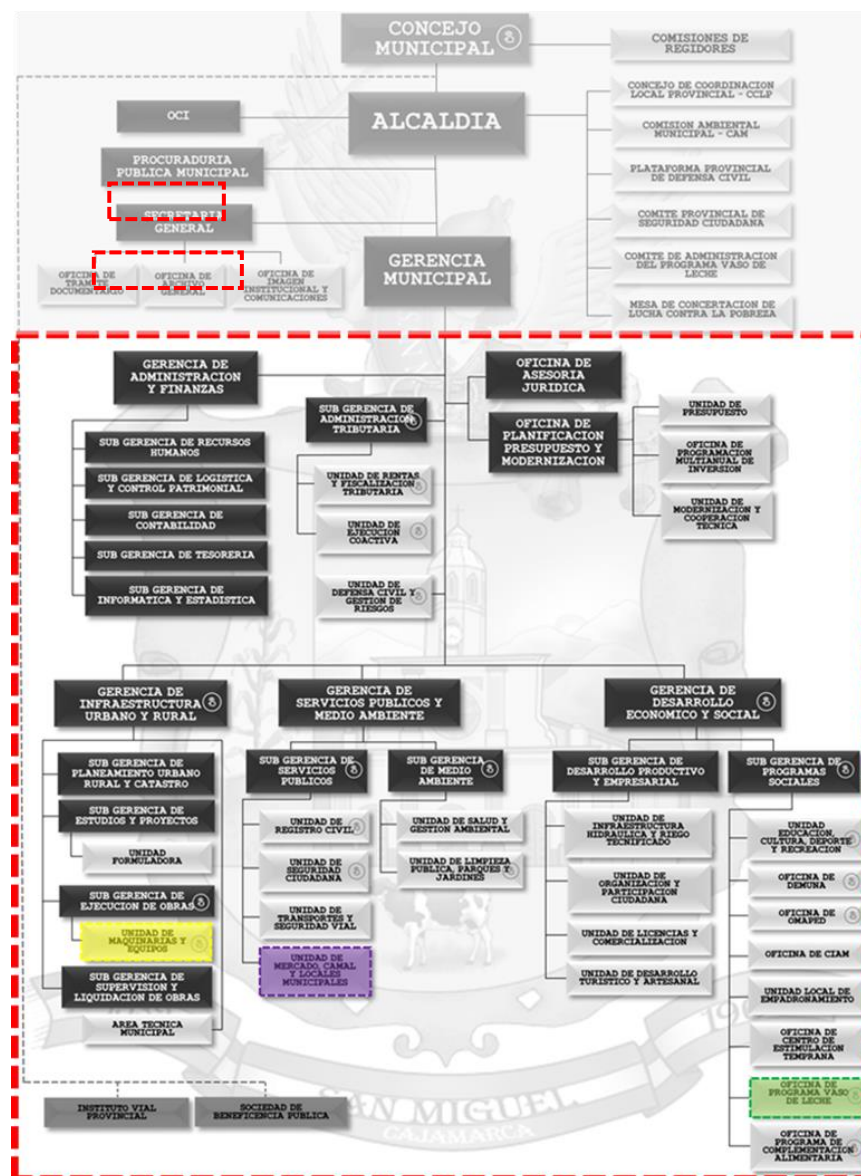 CONCEJO
MUNICIPAL
COMISIONES DE
REGIDORES
CONCEJO DE COORDINACION
LOCAL PROVINCIAL - CCLP
OCI
ALCALDIA
COMISION AMBIENTAL
MUNICIPAL - CAM
PROCURADURIA
PUBLICA MUNICIPAL
PLATAFORMA PROVINCIAL
DE DEFENSA CIVIL
SECRETARIA
GENERAL
COMITE PROVINCIAL DE
SEGURIDAD CIUDADANA
GERENCIA
MUNICIPAL
COMITE DE ADMINISTRACION
DEL PROGRAMA VASO DE
LECHE
OFICINA DE
TRAMITE
DOCUMENTARIO
OFICINA DE
ARCHIVO
GENERAL
OFICINA DE
IMAGEN
INSTITUCIONAL Y
COMUNICACIONES
MESA DE CONCERTACION DE
LUCHA CONTRA LA POBREZA
GERENCIA DE
ADMINISTRACION
Y FINANZAS
OFICINA DE
ASESORIA
JURIDICA
SUB GERENCIA DE
ADMINISTRACION
TRIBUTARIA
OFICINA DE
PLANIFICACION
PRESUPUESTO Y
MODERNIZACION
UNIDAD DE
PRESUPUESTO
OFICINA DE
PROGRAMACION
MULTIANUAL DE
INVERSION
UNIDAD DE
MODERNIZACION Y
COOPERACION
TECNICA
SUB GERENCIA DE RECURSOS
HUMANOS
SUB GERENCIA DE LOGISTICA
Y CONTROL PATRIMONIAL
SUB GERENCIA DE
CONTABILIDAD
SUB GERENCIA DE TESORERIA
SUB GERENCIA DE
INFORMATICA Y ESTADISTICA
UNIDAD DE RENTAS
Y FISCALIZACION
TRIBUTARIA
UNIDAD DE
EJECUCION
COACTIVA
UNIDAD DE
DEFENSA CIVIL Y
GESTION DE
RIESGOS
GERENCIA DE
INFRAESTRUCTURA
URBANO Y RURAL
GERENCIA DE
SERVICIOS PUBLICOS Y
MEDIO AMBIENTE
GERENCIA DE
DESARROLLO
ECONOMICO Y SOCIAL
SUB GERENCIA DE
PLANEAMIENTO URBANO
RURAL Y CATASTRO
SUB GERENCIA DE
ESTUDIOS Y PROYECTOS
UNIDAD
FORMULADORA
SUB GERENCIA DE
EJECUCION DE OBRAS
UNIDAD DE
MAQUINARIAS Y
EQUIPOS
SUB GERENCIA DE
SUPERVISION Y
LIQUIDACION DE OBRAS
AREA TECNICA
MUNICIPAL
SUB GERENCIA DE
SERVICIOS
PUBLICOS
UNIDAD DE
REGISTRO CIVIL
UNIDAD DE
SEGURIDAD
CIUDADANA
UNIDAD DE
TRANSPORTES Y
SEGURIDAD VIAL
UNIDAD DE
MERCADO, CAMAL
Y LOCALES
MUNICIPALES
SUB GERENCIA
DE MEDIO
AMBIENTE
UNIDAD DE SALUD Y
GESTION AMBIENTAL
UNIDAD DE LIMPIEZA
PUBLICA, PARQUES Y
JARDINES
SUB GERENCIA DE
DESARROLLO PRODUCTIVO
Y EMPRESARIAL
UNIDAD DE
INFRAESTRUCTURA
HIDRAULICA Y RIEGO
TECNIFICADO
UNIDAD DE
ORGANIZACION Y
PARTICIPACION
CIUDADANA
UNIDAD DE LICENCIAS Y
COMERCIALIZACION
UNIDAD DE DESARROLLO
TURISTICO Y ARTESANAL
SUB GERENCIA DE
PROGRAMAS
SOCIALES
UNIDAD
EDUCACION,
CULTURA, DEPORTE
Y RECREACION
OFICINA DE
DEMUNA
OFICINA DE
OMAPED
OFICINA DE CIAM
UNIDAD LOCAL DE
EMPADRONAMIENTO
OFICINA DE
CENTRO DE
ESTIMULACION
TEMPRANA
OFICINA DE
PROGRAMA VASO
DE LECHE
OFICINA DE
PROGRAMA DE
COMPLEMENTACION
ALIMENTARIA
INSTITUTO VIAL
PROVINCIAL
SOCIEDAD DE
BENEFICENCIA PUBLICA
SAN MIGUEL
CAJAMARCA